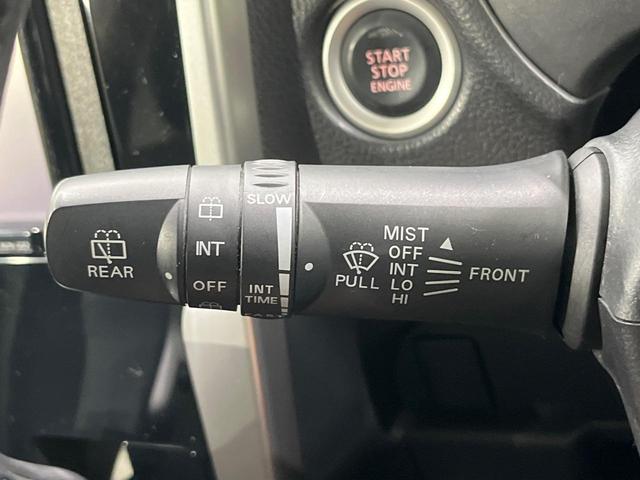 START
STOP
ENGINE
REAR
INT
OFF
SLOW
INT
TIME
PULL
MIST
OFF
INT
LO
HI
FRONT